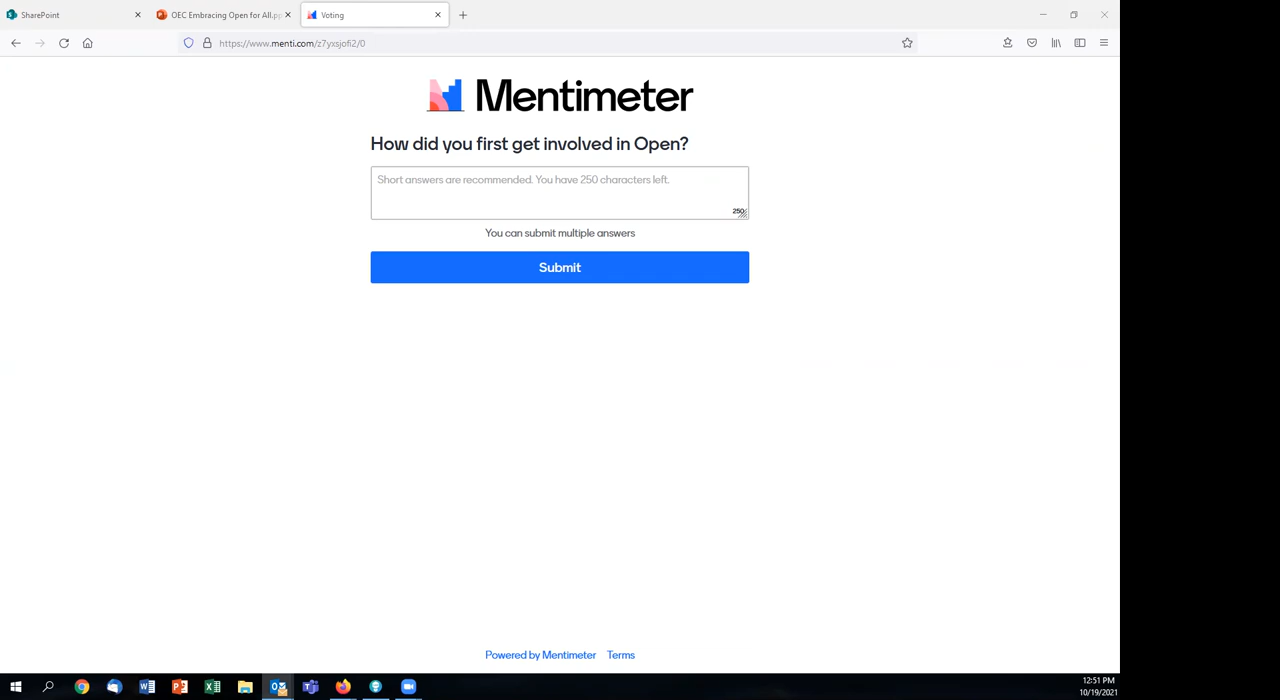 SharePoint
OEC Embracing Open for All.pp
Voting
https://www.menti.com/z7yxsjofi2/0
Mentimeter
How did you first get involved in Open?
Short answers are recommended. You have 250 characters left.
250
You can submit multiple answers
Submit
Powered by Mentimeter Terms
12:51 PM
10/19/2021